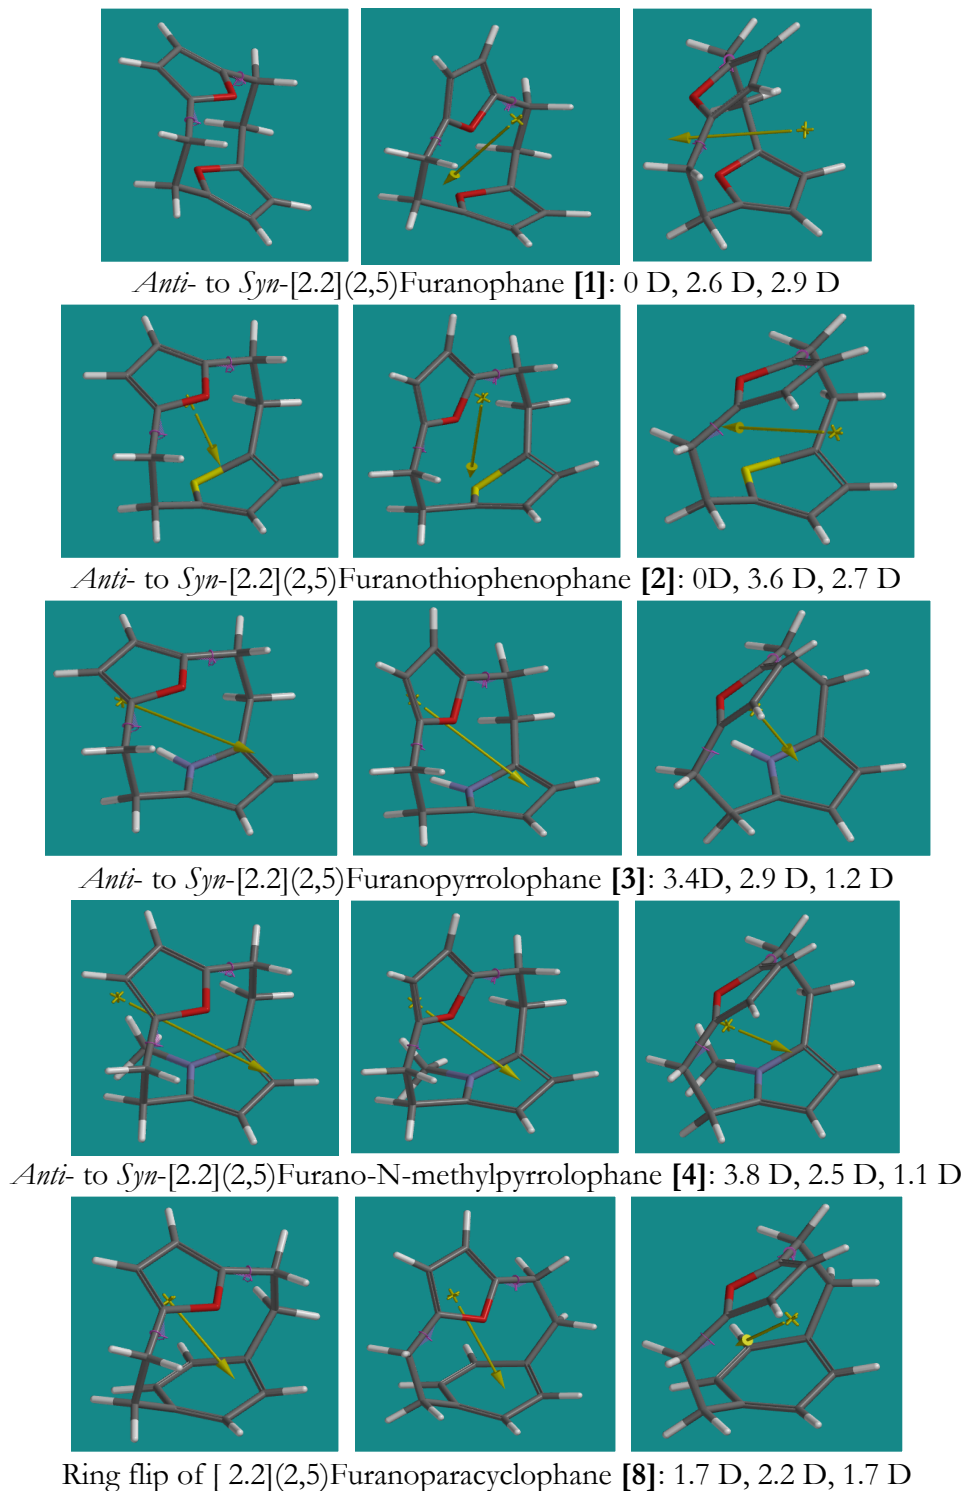 Anti- to Syn-[2.2](2,5)Furanophane [1]: 0 D, 2.6 D, 2.9 D
Anti- to Syn-[2.2](2,5)Furanothiophenophane [2]: 0D, 3.6 D, 2.7 D
Anti- to Syn-[2.2](2,5)Furanopyrrolophane [3]: 3.4D, 2.9 D, 1.2 D
Anti- to Syn-[2.2](2,5)Furano-N-methylpyrrolophane [4]: 3.8 D, 2.5 D, 1.1 D
Ring flip of [ 2.2](2,5)Furanoparacyclophane [8]: 1.7 D, 2.2 D, 1.7 D